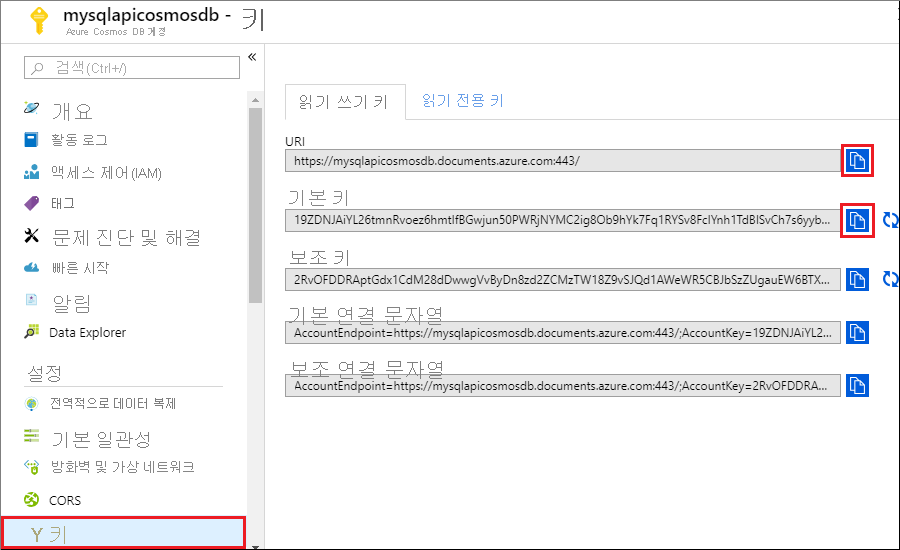 mysqlapicosmosdb - 키
Azure Cosmos DB 계정
검색(Ctrl+/)
«
개요
활동 로그
액세스 제어(IAM)
태그
문제 진단 및 해결
빠른 시작
알림
Data Explorer
설정
전역적으로 데이터 복제
기본 일관성
방화벽 및 가상 네트워크
CORS
Y 키
읽기 쓰기 키
읽기 전용 키
URI
https://mysqlapicosmosdb.documents.azure.com:443/
기본 키
19ZDNJAiYL26tmnRvoez6hmtIfBGwjun50PWRjNYMC2ig8Ob9hYk7Fq1RYSv8FcIYnh1TdBISvCh7s6yyb...
보조 키
2RvOFDDRAptGdx1CdM28dDwwgVvByDn8zd2ZCMzTW18Z9vSJQd1AWeWR5CBJbSzZUgauEW6BTX...
기본 연결 문자열
AccountEndpoint=https://mysqlapicosmosdb.documents.azure.com:443/;AccountKey=19ZDNJAiYL2...
보조 연결 문자열
AccountEndpoint=https://mysqlapicosmosdb.documents.azure.com:443/;AccountKey=2RvOFDDRA...